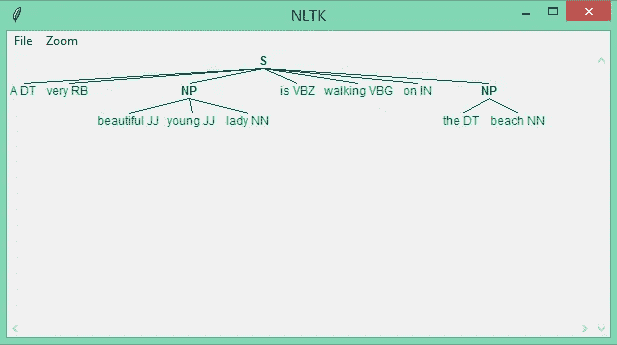 NLTK
File Zoom
S
A DT very RB NP is VBZ walking VBG on IN NP
beautiful JJ young JJ lady NN the DT beach NN